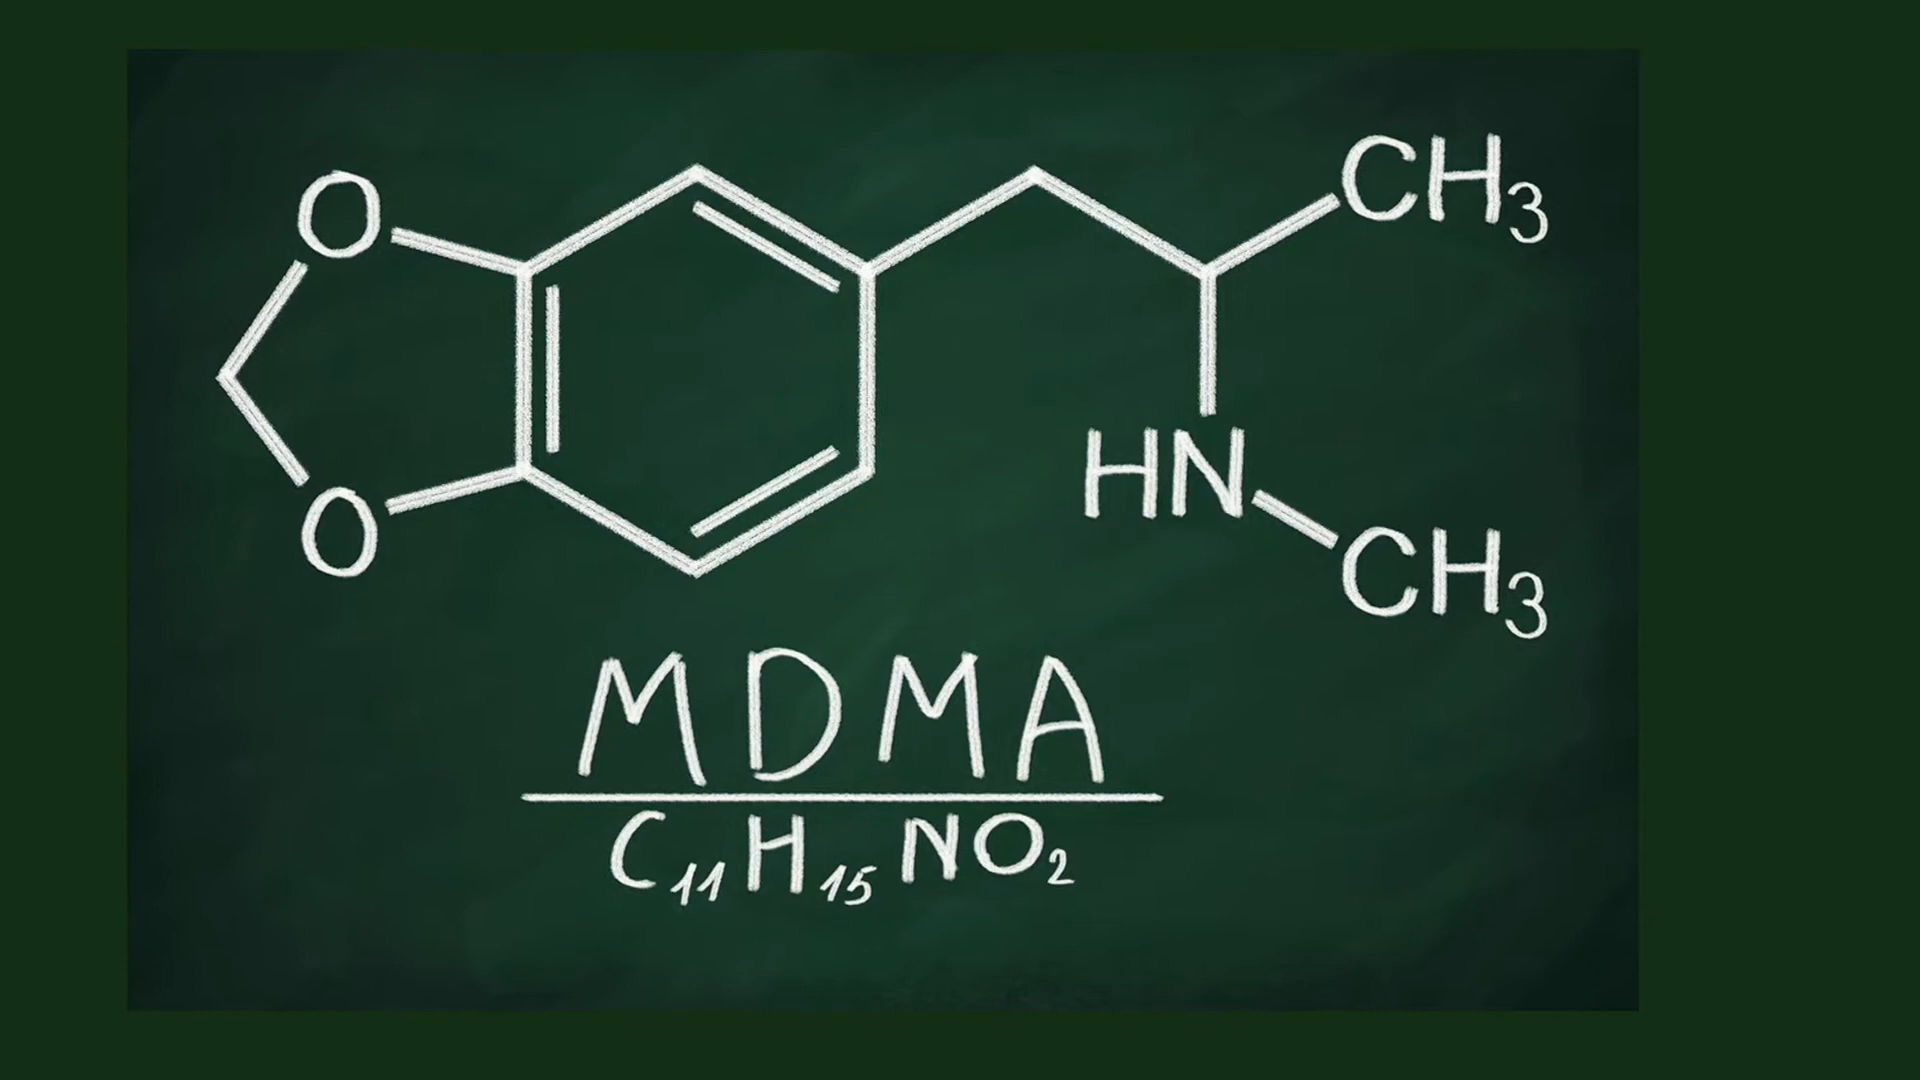 O
CH₃
HN
O
CH₃
MDMA
C₁₁H₁₅NO₂